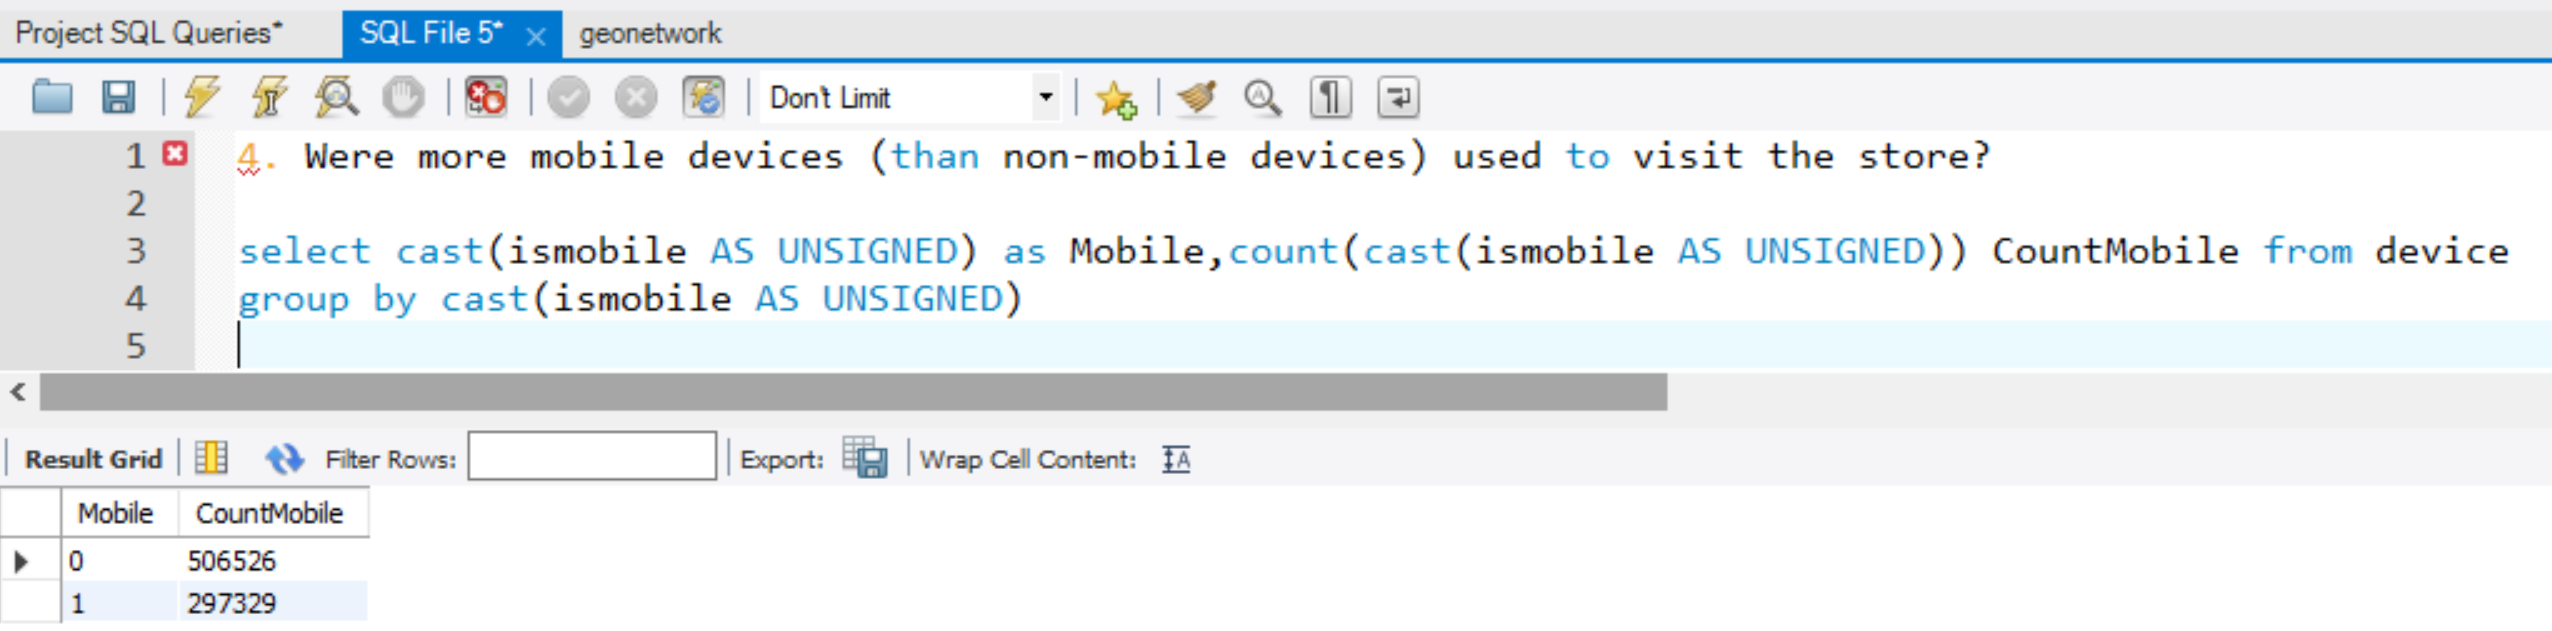 Project SQL Queries* SQL File 5* × geonetwork
Don't Limit
1 4. Were more mobile devices (than non-mobile devices) used to visit the store?
2
3 select cast(ismobile AS UNSIGNED) as Mobile,count(cast(ismobile AS UNSIGNED)) CountMobile from device
4 group by cast(ismobile AS UNSIGNED)
5
Result Grid Filter Rows: Export: Wrap Cell Content:
Mobile CountMobile
0 506526
1 297329